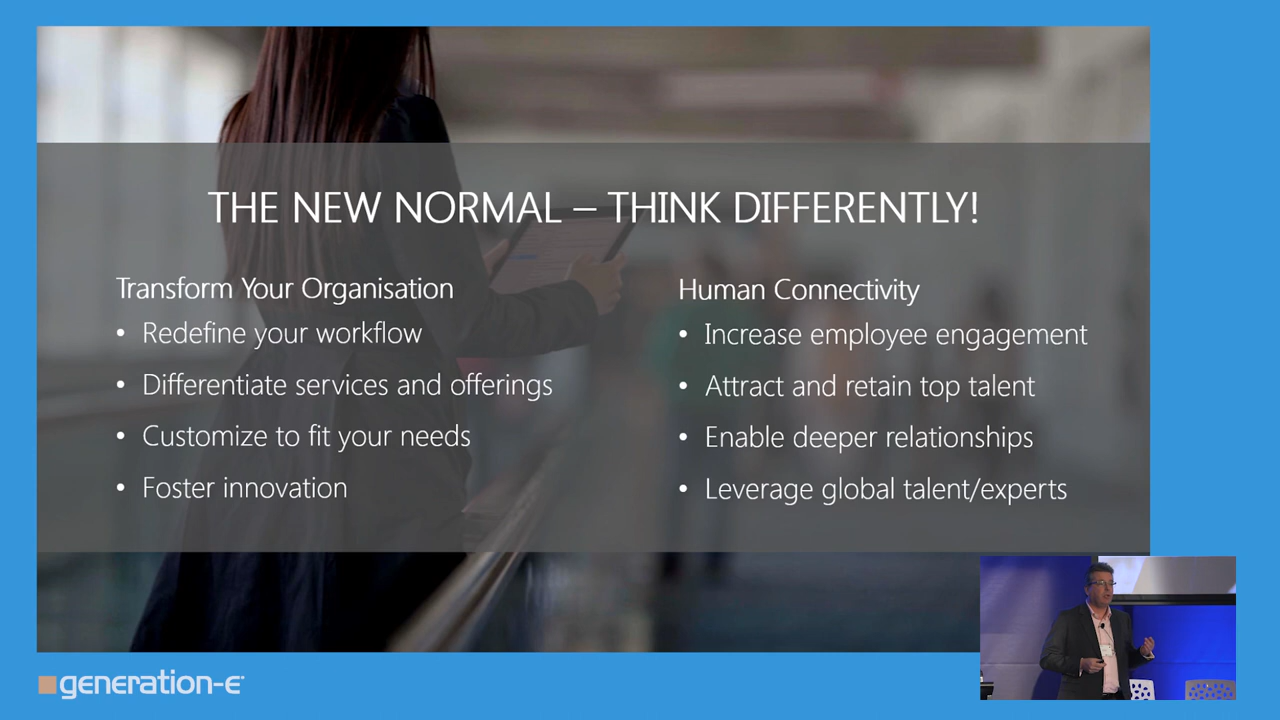 THE NEW NORMAL – THINK DIFFERENTLY!
Transform Your Organisation
• Redefine your workflow
• Differentiate services and offerings
• Customize to fit your needs
• Foster innovation
Human Connectivity
• Increase employee engagement
• Attract and retain top talent
• Enable deeper relationships
• Leverage global talent/experts
generation-e